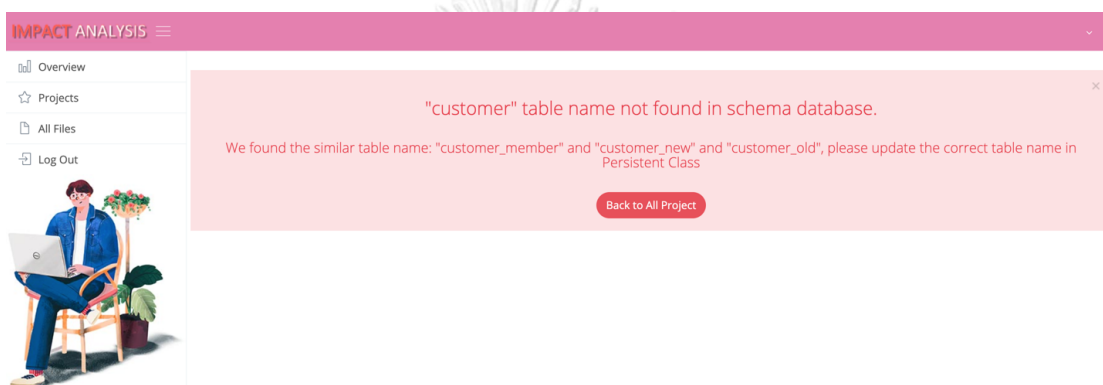 IMPACT ANALYSIS
Overview
Projects
All Files
Log Out
"customer" table name not found in schema database.
We found the similar table name: "customer_member" and "customer_new" and "customer_old", please update the correct table name in
Persistent Class
Back to All Project